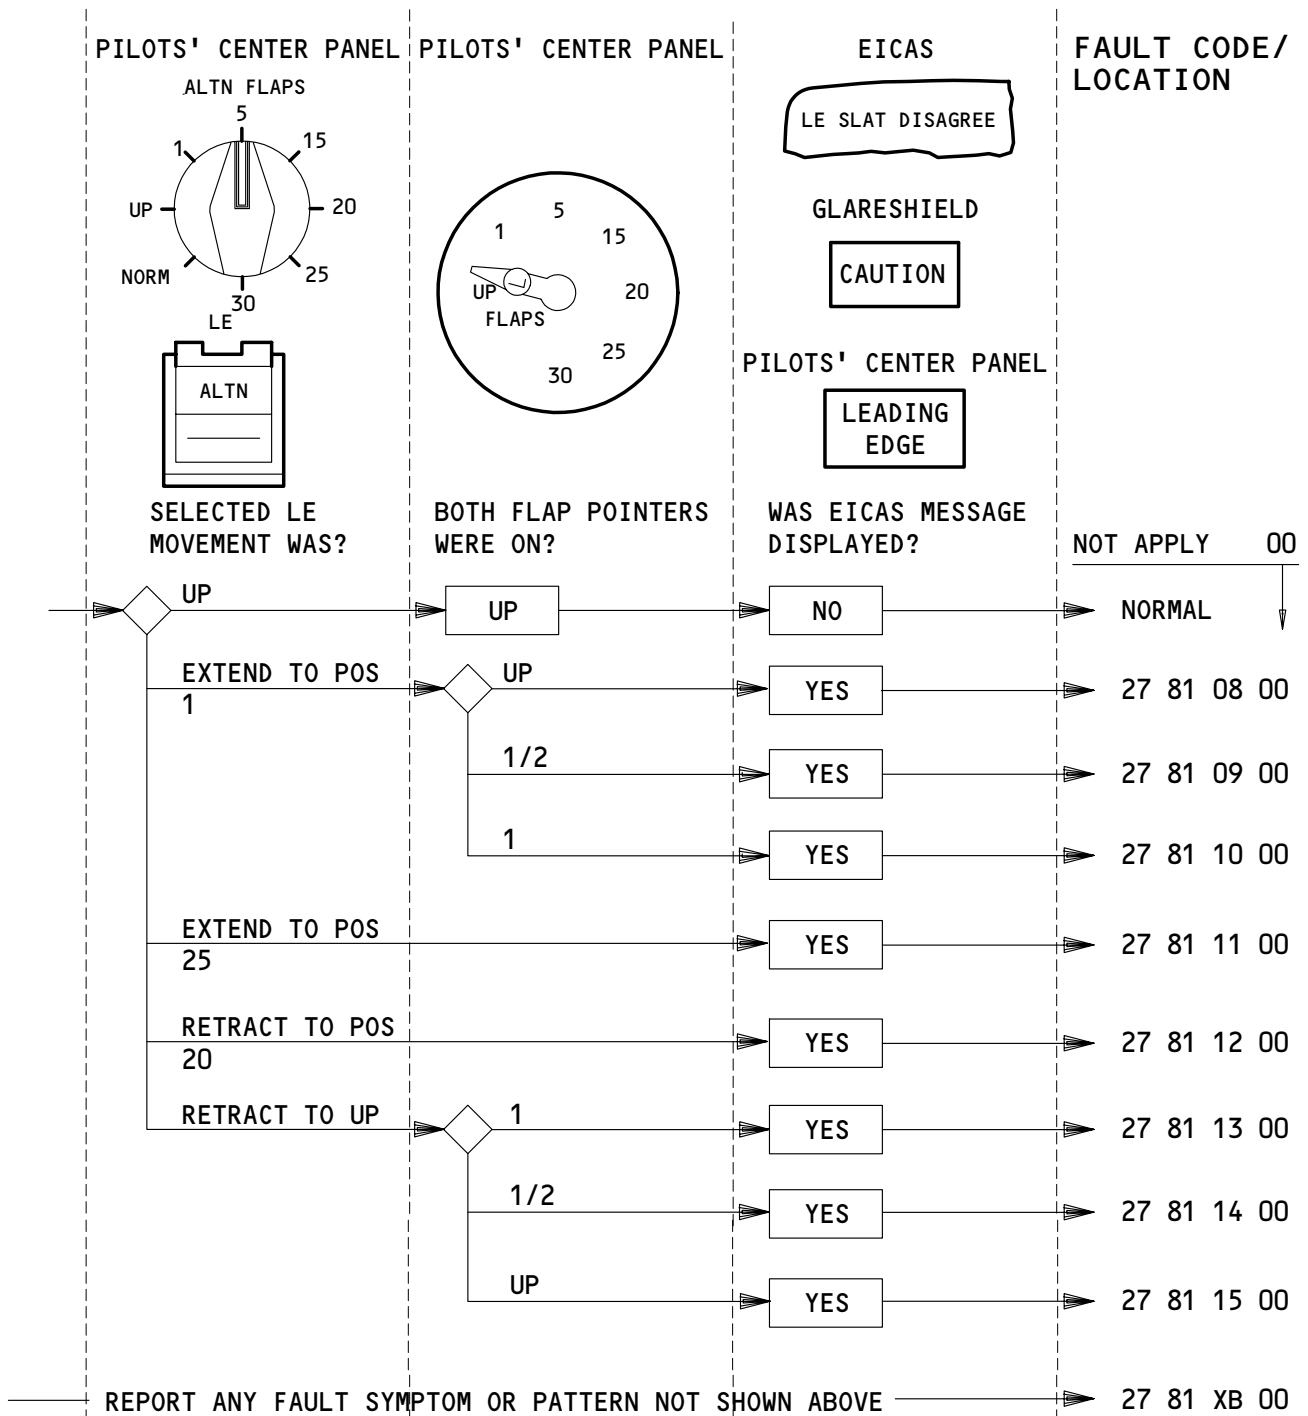 PILOTS' CENTER PANEL
ALTN FLAPS
5
1
15
UP
20
NORM
25
30
LE
ALTN
SELECTED LE
MOVEMENT WAS?
PILOTS' CENTER PANEL
5
1
15
UP
20
FLAPS
25
30
BOTH FLAP POINTERS
WERE ON?
EICAS
LE SLAT DISAGREE
GLARESHIELD
CAUTION
PILOTS' CENTER PANEL
LEADING
EDGE
WAS EICAS MESSAGE
DISPLAYED?
FAULT CODE/
LOCATION
NOT APPLY 00
UP
UP
NO
NORMAL
EXTEND TO POS
1
UP
YES
27 81 08 00
1/2
YES
27 81 09 00
1
YES
27 81 10 00
EXTEND TO POS
25
YES
27 81 11 00
RETRACT TO POS
20
YES
27 81 12 00
RETRACT TO UP
1
YES
27 81 13 00
1/2
YES
27 81 14 00
UP
YES
27 81 15 00
REPORT ANY FAULT SYMPTOM OR PATTERN NOT SHOWN ABOVE
27 81 XB 00